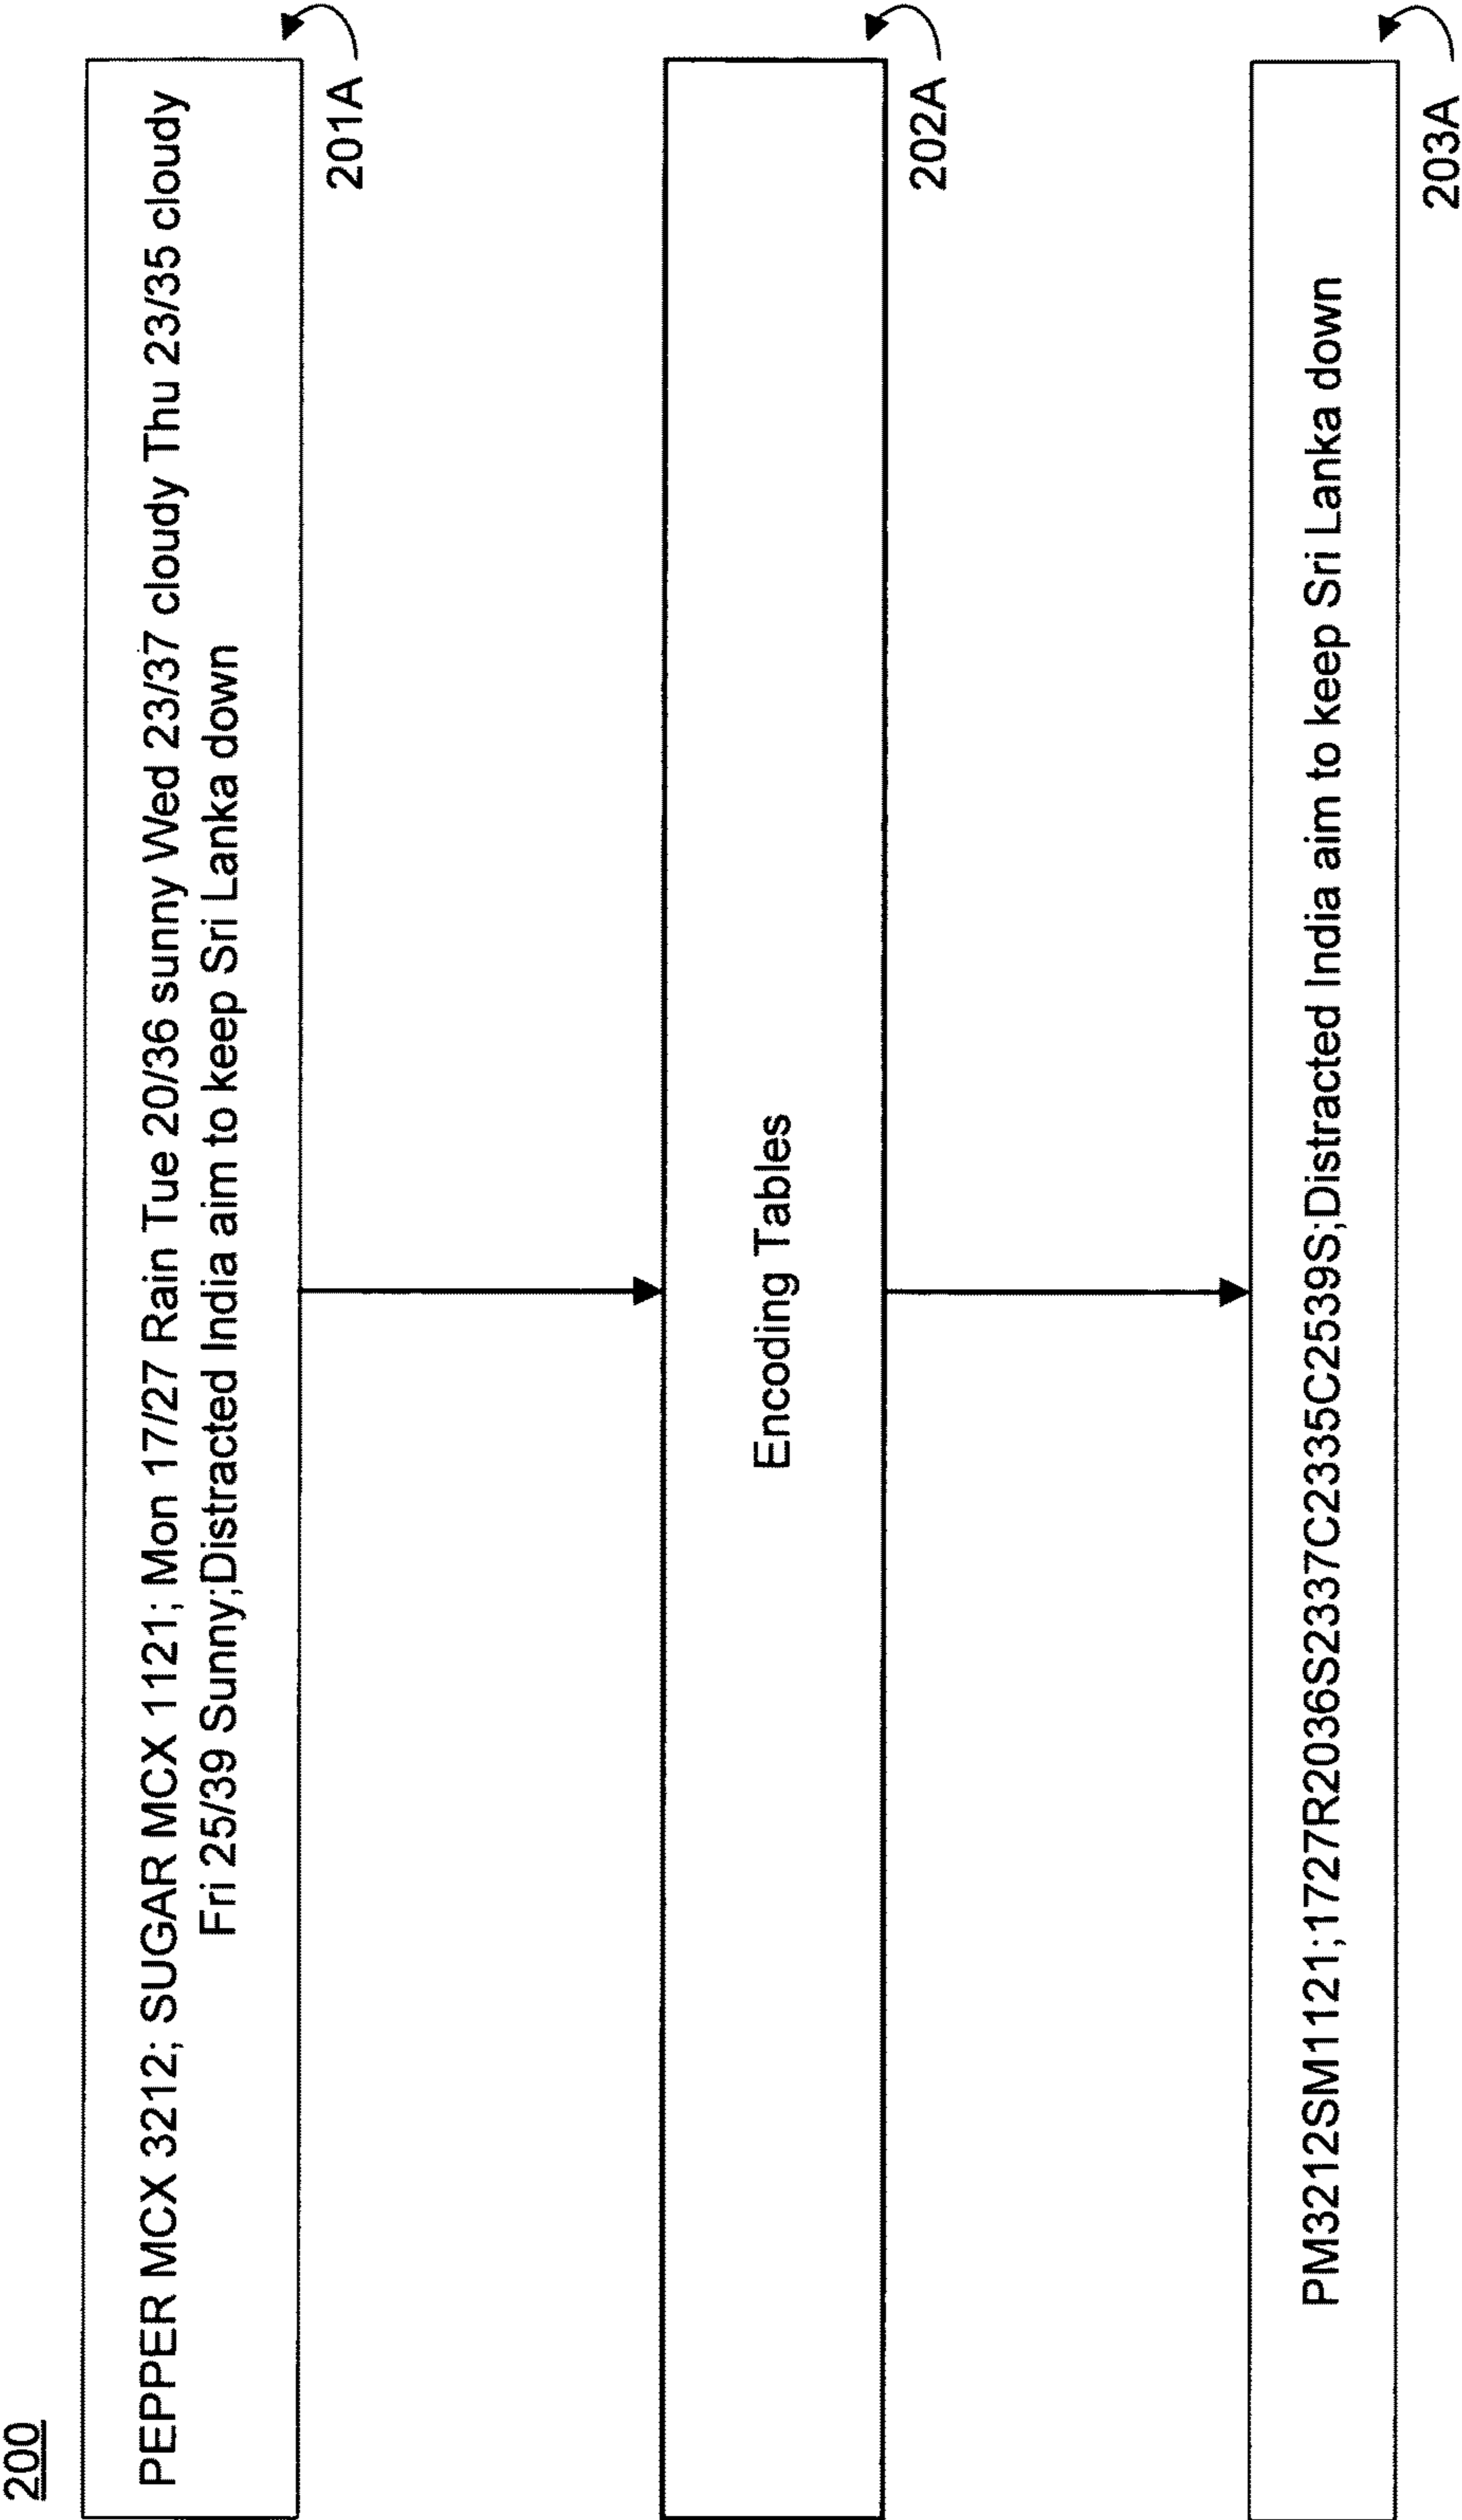 200
PEPPER MCX 3212; SUGAR MCX 1121; Mon 17/27 Rain Tue 20/36 sunny Wed 23/37 cloudy Thu 23/35 cloudy
Fri 25/39 Sunny;Distracted India aim to keep Sri Lanka down
201A
Encoding Tables
202A
PM3212SM1121;1727R2036S2337C2335C2539S;Distracted India aim to keep Sri Lanka down
203A